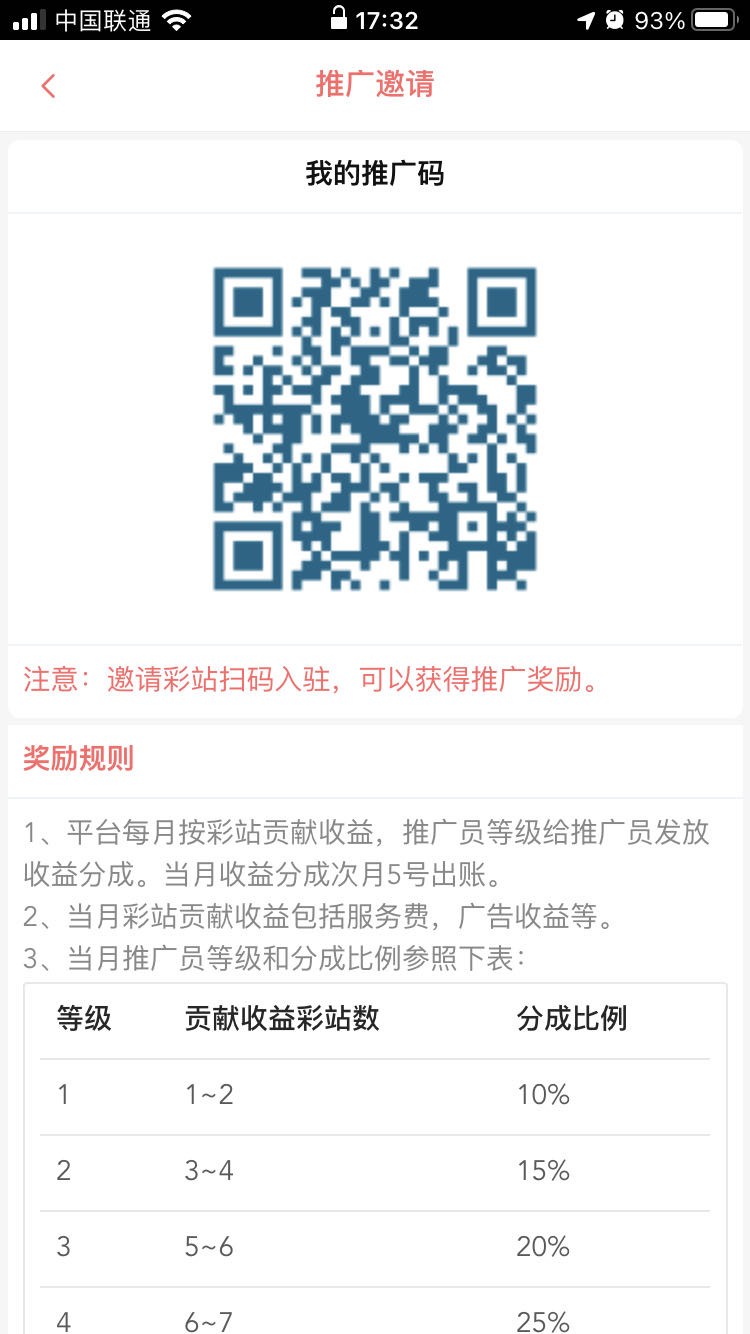 中国联通 17:32 93%
推广邀请
我的推广码
注意：邀请彩站扫码入驻，可以获得推广奖励。
奖励规则
1、平台每月按彩站贡献收益，推广员等级给推广员发放
收益分成。当月收益分成次月5号出账。
2、当月彩站贡献收益包括服务费，广告收益等。
3、当月推广员等级和分成比例参照下表：
等级 贡献收益彩站数 分成比例
1 1~2 10%
2 3~4 15%
3 5~6 20%
4 6~7 25%